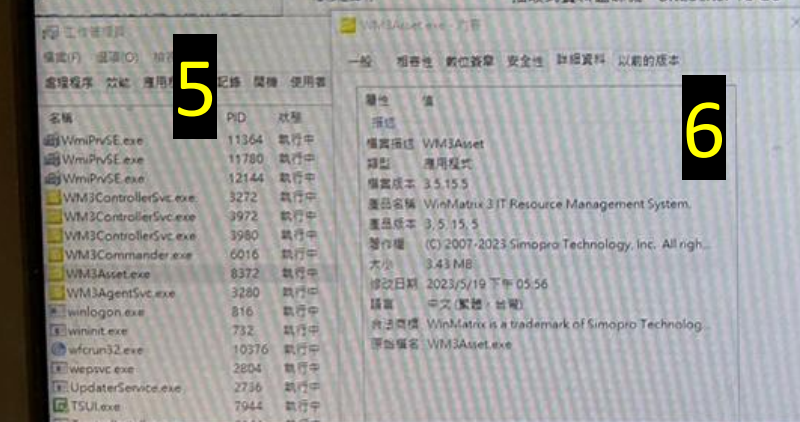 工作管理員
檔案(F) 選項(O) 檢視
處理程序 效能 應用 記錄 開機 使用者
5
名稱 PID 狀態
WmiPrvSE.exe 11364 執行中
WmiPrvSE.exe 11780 執行中
WmiPrvSE.exe 12144 執行中
WM3ControllerSvc.exe 3272 執行中
WM3ControllerSvc.exe 3972 執行中
WM3ControllerSvc.exe 3980 執行中
WM3Commander.exe 6016 執行中
WM3Asset.exe 8372 執行中
WM3AgentSvc.exe 3280 執行中
winlogon.exe 816 執行中
wininit.exe 732 執行中
wfcrun32.exe 10376 執行中
wepsvc.exe 2804 執行中
UpdaterService.exe 2736 執行中
TSUI.exe 7944 執行中
WM3Asset.exe - 內容
一般 相容性 數位簽章 安全性 詳細資料 以前的版本
6
屬性 值
描述
檔案描述 WM3Asset
類型 應用程式
檔案版本 3.5.15.5
產品名稱 WinMatrix 3 IT Resource Management System.
產品版本 3, 5, 15, 5
著作權 (C) 2007-2023 Simopro Technology, Inc. All righ...
大小 3.43 MB
修改日期 2023/5/19 下午 05:56
語言 中文 (繁體，台灣)
合法商標 WinMatrix is a trademark of Simopro Technolog...
原始檔名 WM3Asset.exe